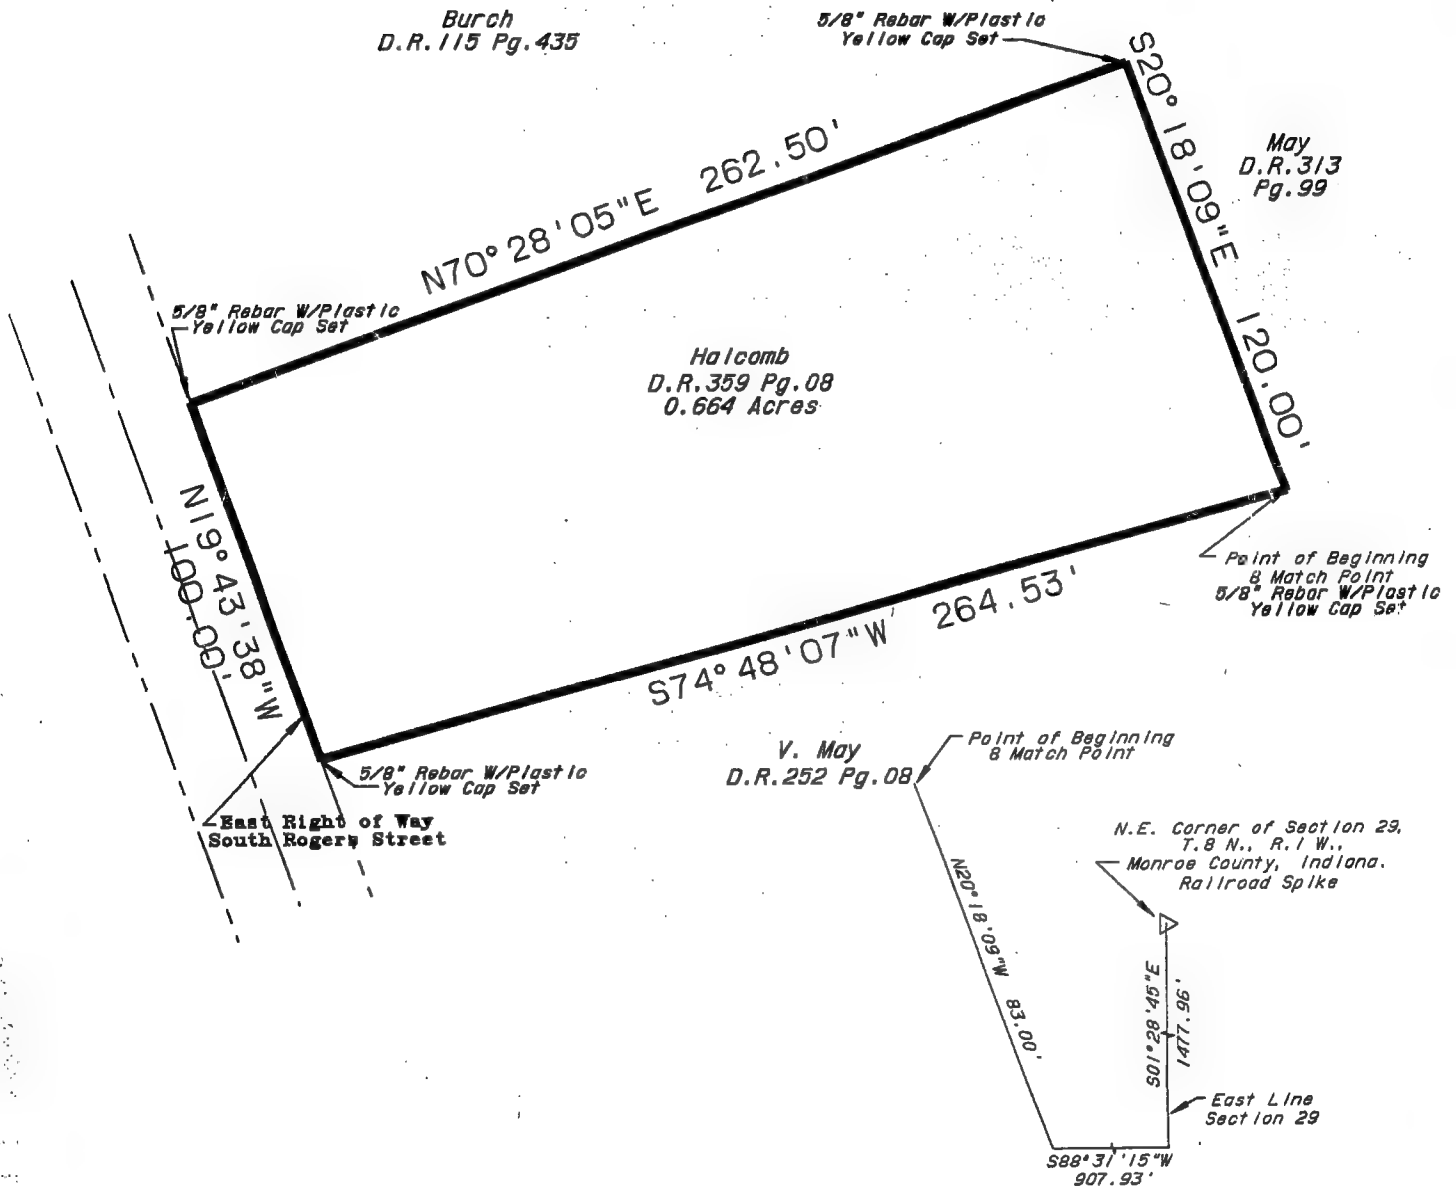 Burch
D.R.115 Pg.435
5/8" Rebar W/Plastic
Yellow Cap Set
S20°18'09"E 120.00'
May
D.R.313
Pg.99
N70°28'05"E 262.50'
5/8" Rebar W/Plastic
Yellow Cap Set
Halcomb
D.R.359 Pg.08
0.664 Acres
N19°43'38"W
100.00'
Point of Beginning
& Match Point
5/8" Rebar W/Plastic
Yellow Cap Set
S74°48'07"W 264.53'
5/8" Rebar W/Plastic
Yellow Cap Set
East Right of Way
South Rogers Street
V. May
D.R.252 Pg.08
Point of Beginning
& Match Point
N.E. Corner of Section 29,
T.8 N., R.1 W.,
Monroe County, Indiana.
Railroad Spike
N20°18'09"W 83.00'
S01°28'45"E
1477.96'
East Line
Section 29
S88°31'15"W
907.93'